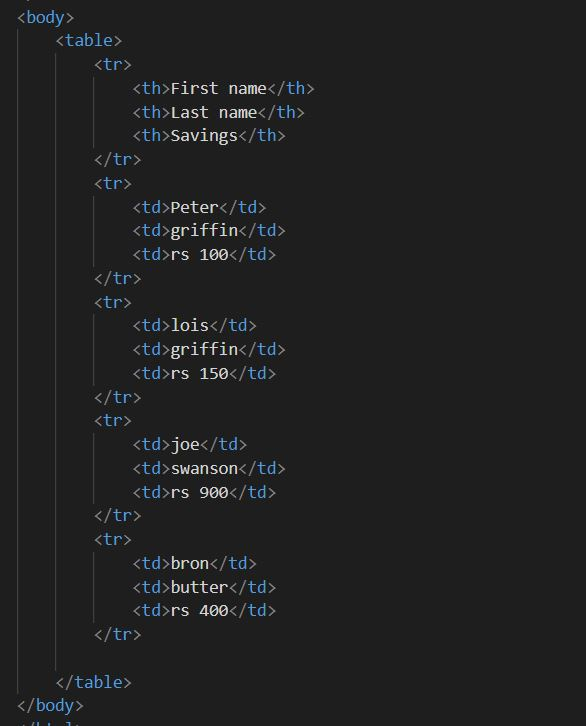 <body>
<table>
<tr>
<th>First name</th>
<th>Last name</th>
<th>Savings</th>
</tr>
<tr>
<td>Peter</td>
<td>griffin</td>
<td>rs 100</td>
</tr>
<tr>
<td>lois</td>
<td>griffin</td>
<td>rs 150</td>
</tr>
<tr>
<td>joe</td>
<td>swanson</td>
<td>rs 900</td>
</tr>
<tr>
<td>bron</td>
<td>butter</td>
<td>rs 400</td>
</tr>
</table>
</body>